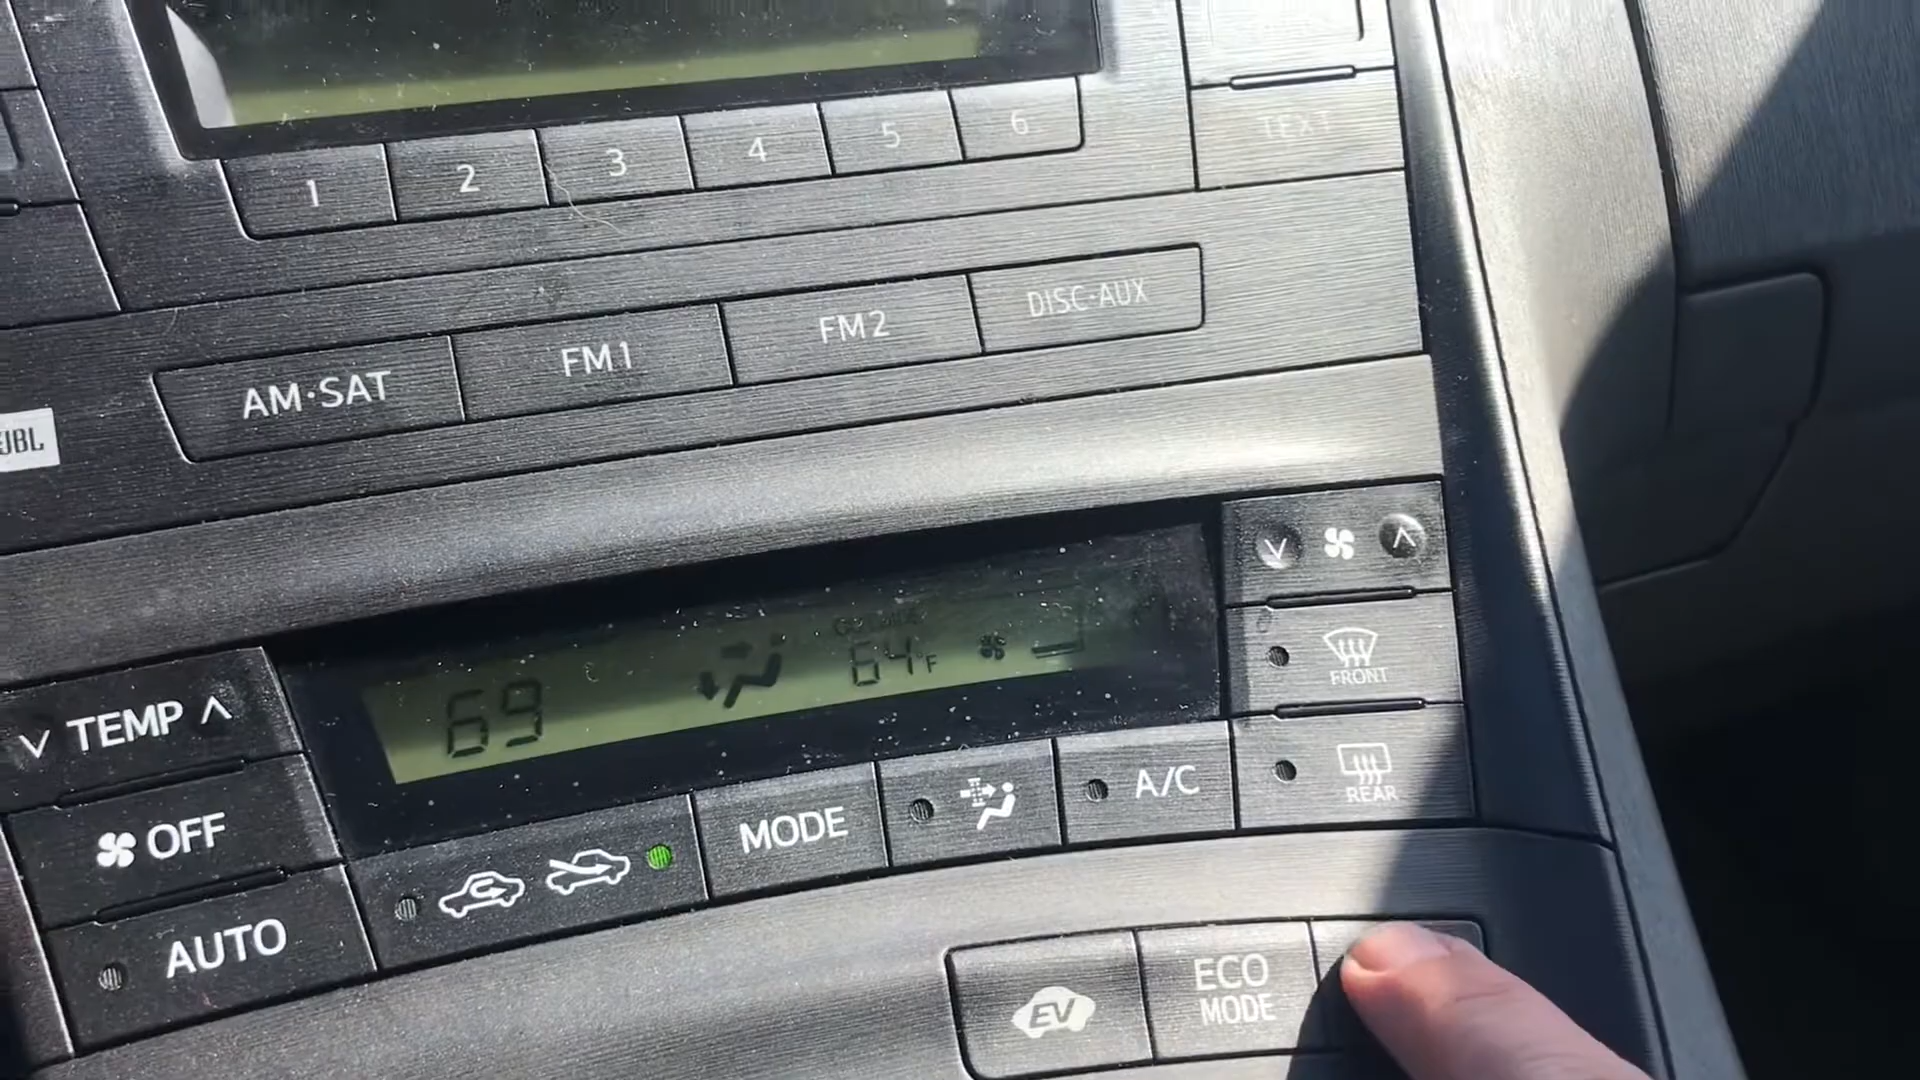 1 2 3 4 5 6
TEXT
AM·SAT FM1 FM2 DISC·AUX
JBL
69 64°F
FRONT
TEMP
OFF
MODE
A/C
REAR
AUTO
EV
ECO
MODE